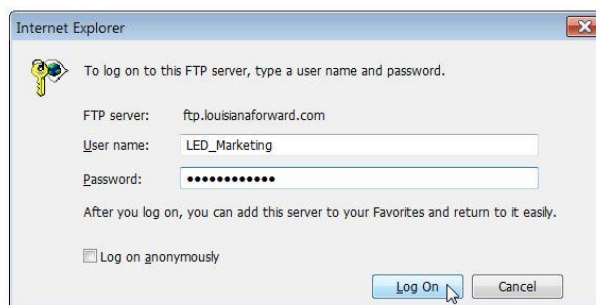 Internet Explorer
To log on to this FTP server, type a user name and password.
FTP server: ftp.louisianaforward.com
User name: LED_Marketing
Password: ••••••••••••
After you log on, you can add this server to your Favorites and return to it easily.
Log on anonymously
Log On Cancel